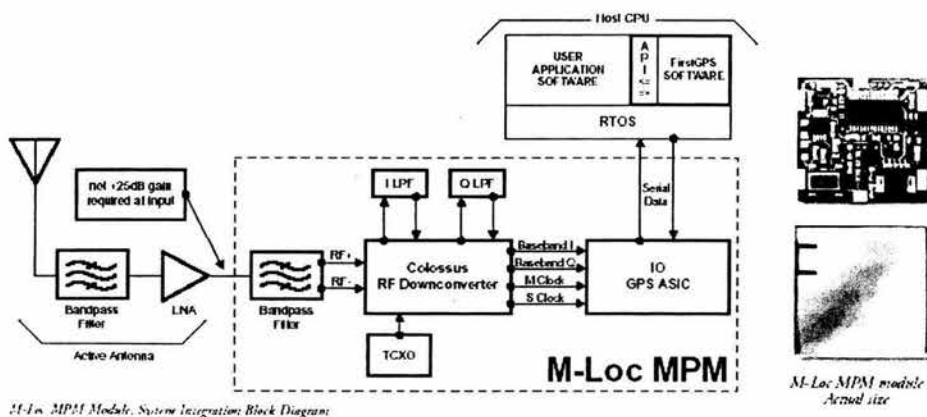 Host CPU
USER
APPLICATION
SOFTWARE
A
P
I
<=
=>
FirstGPS
SOFTWARE
RTOS
net +25dB gain
required at input
I LPF
Q LPF
Serial
Data
RF+
RF-
Colossus
RF Downconverter
Baseband I
Baseband Q
M Clock
S Clock
IO
GPS ASIC
Bandpass
Filter
LNA
Bandpass
Filter
TCXO
Active Antenna
M-Loc MPM
M-Loc MPM module
Actual size
M-Loc MPM Module, System Integration Block Diagram